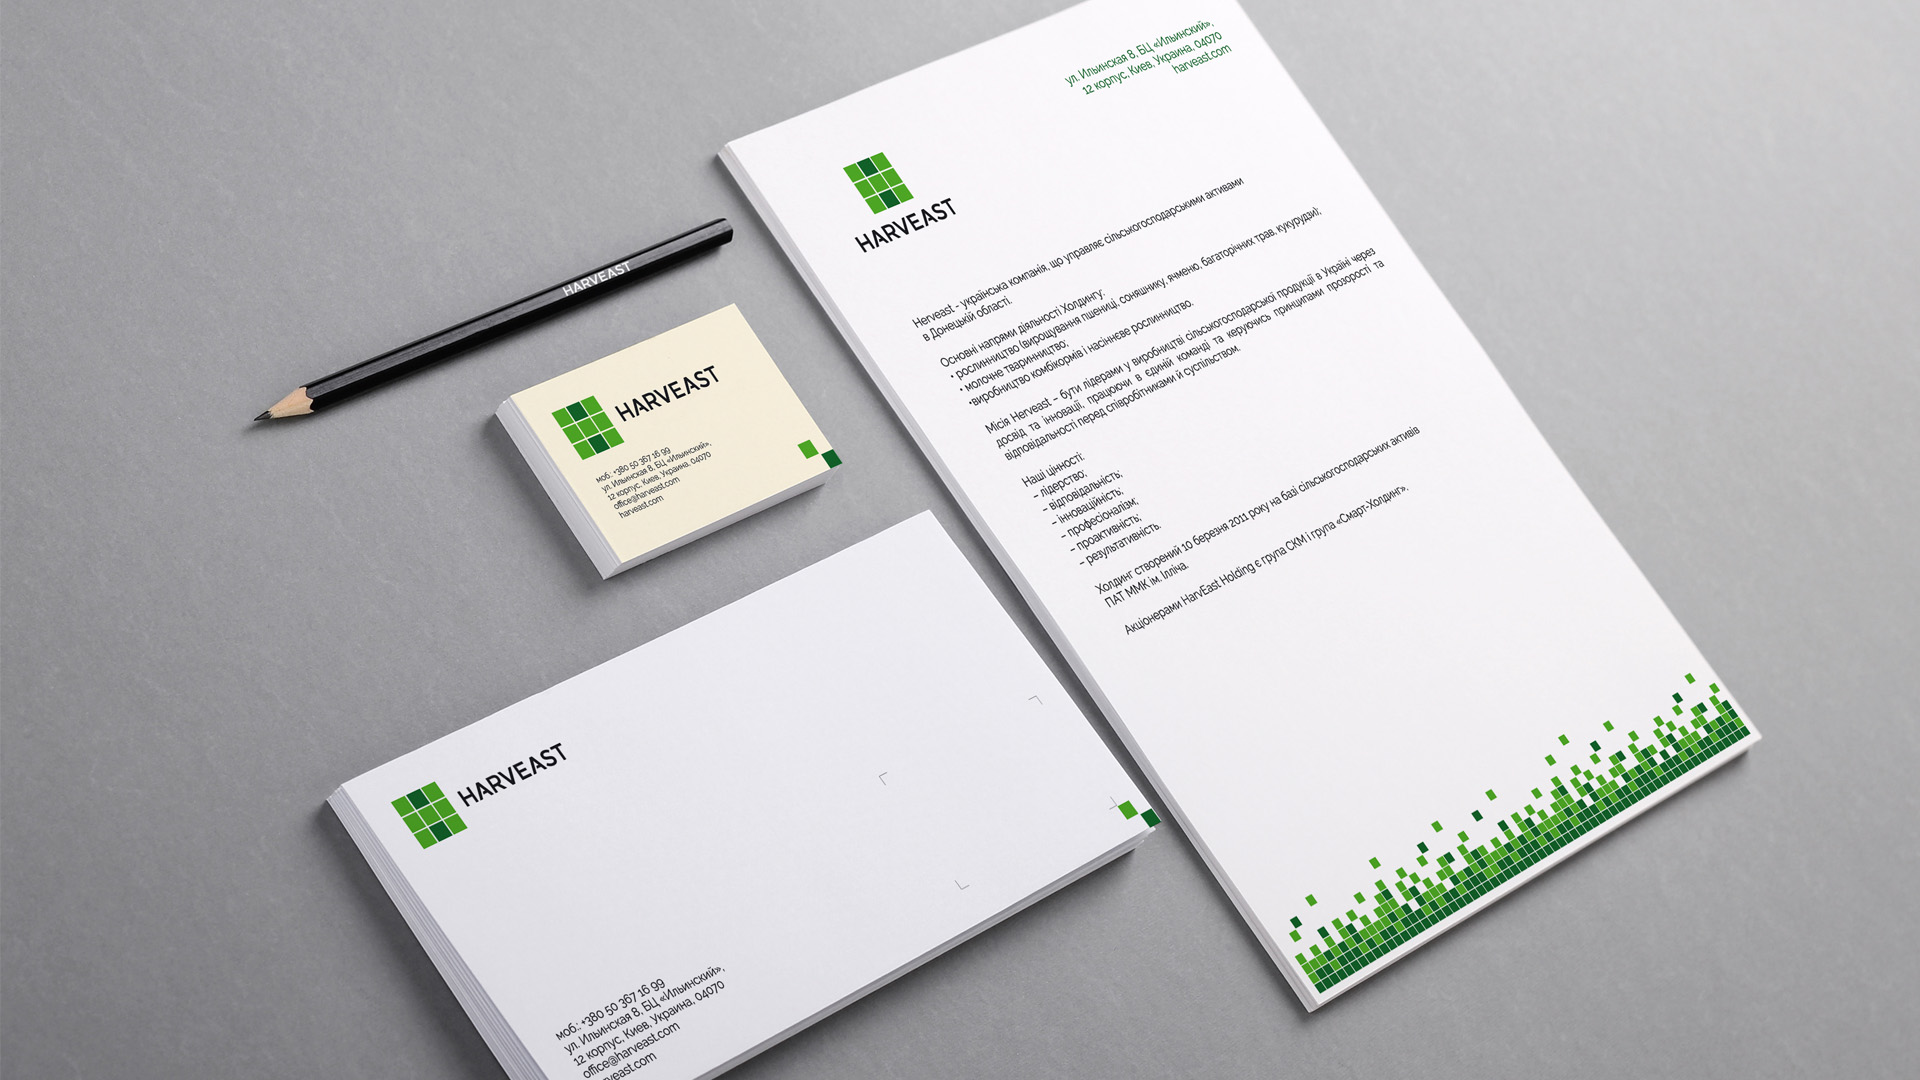 ул. Ильинская 8, БЦ «Ильинский»,
12 корпус, Киев, Украина, 04070
harveast.com
HARVEAST
Herveast - українська компанія, що управляє сільськогосподарськими активами
в Донецькій області.
Основні напрями діяльності Холдингу:
• рослинництво (вирощування пшениці, соняшнику, ячменю, багаторічних трав, кукурудзи);
• молочне тваринництво;
•виробництво комбікормів і насіннєве рослинництво.
Місія Herveast – бути лідерами у виробництві сільськогосподарської продукції в Україні через
досвід та інновації, працюючи в єдиній команді та керуючись принципами прозорості та
відповідальності перед співробітниками й суспільством.
Наші цінності:
– лідерство;
– відповідальність;
– інноваційність;
– професіоналізм;
– проактивність;
– результативність.
Холдинг створений 10 березня 2011 року на базі сільськогосподарських активів
ПАТ ММК ім. Ілліча.
Акціонерами HarvEast Holding є група СКМ і група «Смарт-Холдинг».
HARVEAST
HARVEAST
моб.: +380 50 367 16 99
ул. Ильинская 8, БЦ «Ильинский»,
12 корпус, Киев, Украина, 04070
office@harveast.com
harveast.com
HARVEAST
моб.: +380 50 367 16 99
ул. Ильинская 8, БЦ «Ильинский»,
12 корпус, Киев, Украина, 04070
office@harveast.com
harveast.com